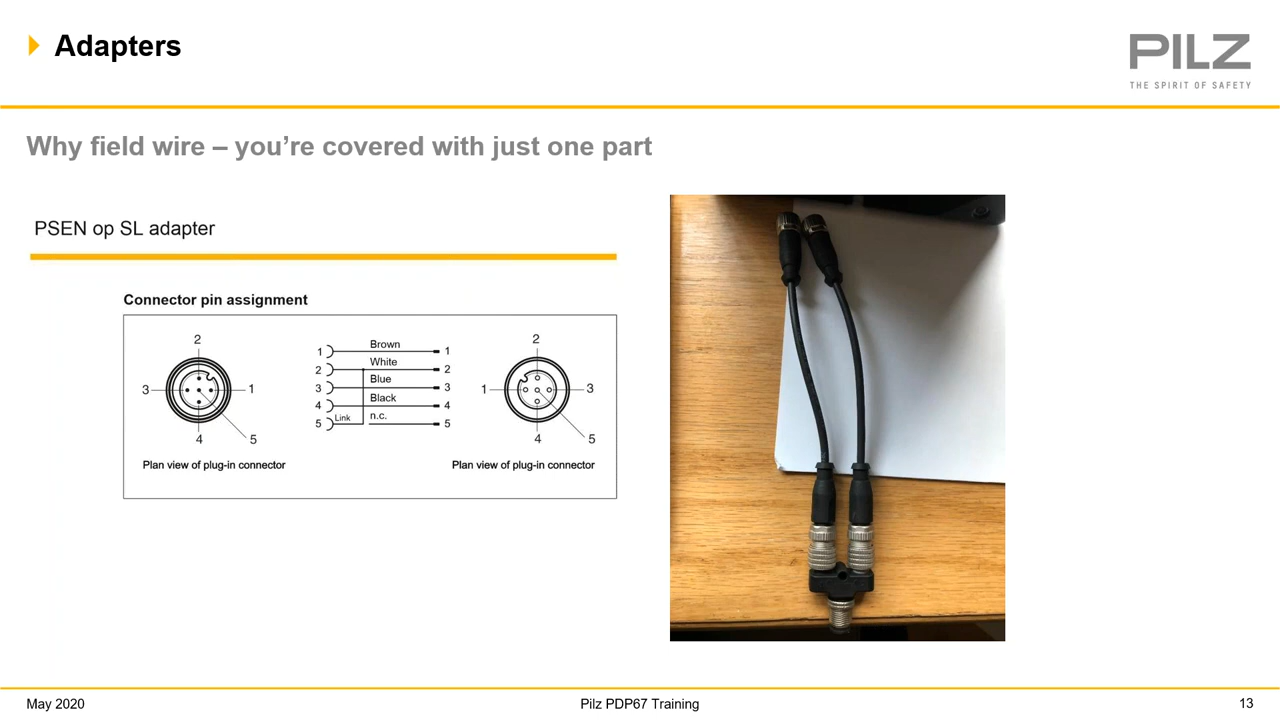 Adapters
PILZ
THE SPIRIT OF SAFETY
Why field wire – you’re covered with just one part
PSEN op SL adapter
Connector pin assignment
2
3
1
4
5
Plan view of plug-in connector
1 Brown 1
2 White 2
3 Blue 3
4 Black 4
5 Link n.c. 5
2
1
3
4
5
Plan view of plug-in connector
May 2020
Pilz PDP67 Training
13